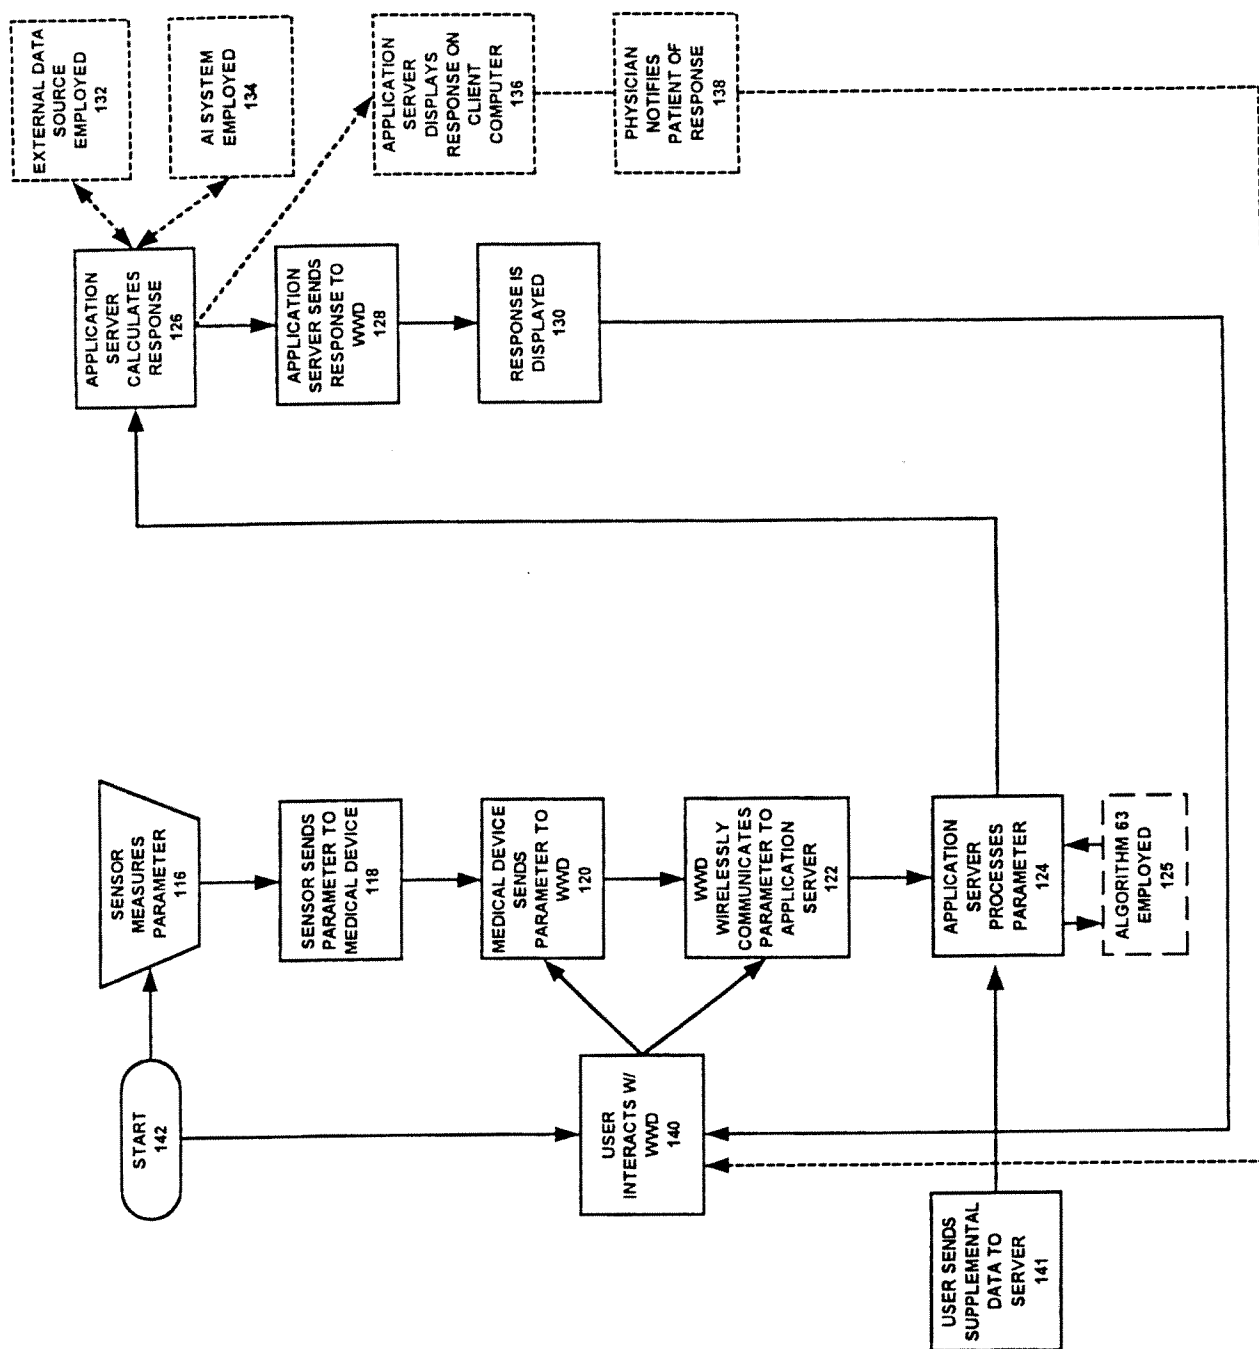 START
142
SENSOR
MEASURES
PARAMETER
116
SENSOR SENDS
PARAMETER TO
MEDICAL DEVICE
118
MEDICAL DEVICE
SENDS
PARAMETER TO
WWD
120
WWD
WIRELESSLY
COMMUNICATES
PARAMETER TO
APPLICATION
SERVER
122
USER
INTERACTS W/
WWD
140
USER SENDS
SUPPLEMENTAL
DATA TO
SERVER
141
APPLICATION
SERVER
PROCESSES
PARAMETER
124
ALGORITHM 63
EMPLOYED
125
APPLICATION
SERVER
CALCULATES
RESPONSE
126
APPLICATION
SERVER SENDS
RESPONSE TO
WWD
128
RESPONSE IS
DISPLAYED
130
EXTERNAL DATA
SOURCE
EMPLOYED
132
AI SYSTEM
EMPLOYED
134
APPLICATION
SERVER
DISPLAYS
RESPONSE ON
CLIENT
COMPUTER
136
PHYSICIAN
NOTIFIES
PATIENT OF
RESPONSE
138